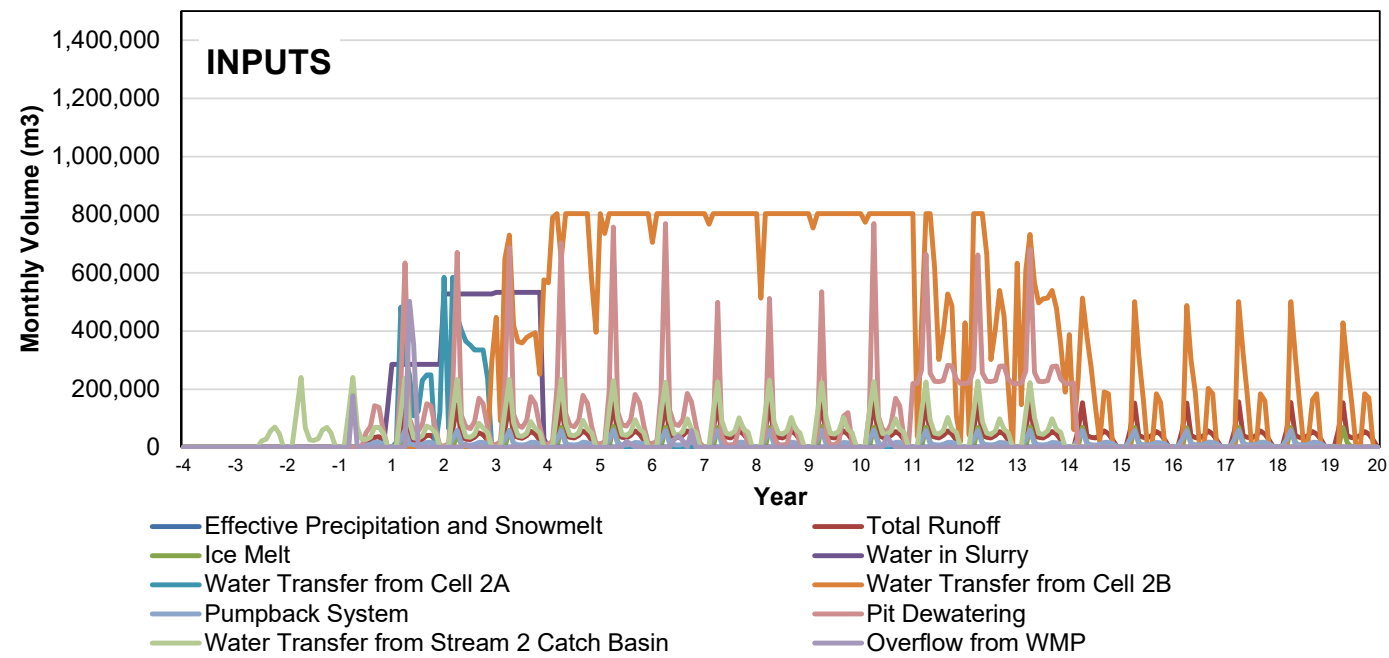 INPUTS
1,400,000
1,200,000
1,000,000
800,000
600,000
400,000
200,000
0
Monthly Volume (m3)
-4 -3 -2 -1 1 2 3 4 5 6 7 8 9 10 11 12 13 14 15 16 17 18 19 20
Year
Effective Precipitation and Snowmelt Total Runoff
Ice Melt Water in Slurry
Water Transfer from Cell 2A Water Transfer from Cell 2B
Pumpback System Pit Dewatering
Water Transfer from Stream 2 Catch Basin Overflow from WMP